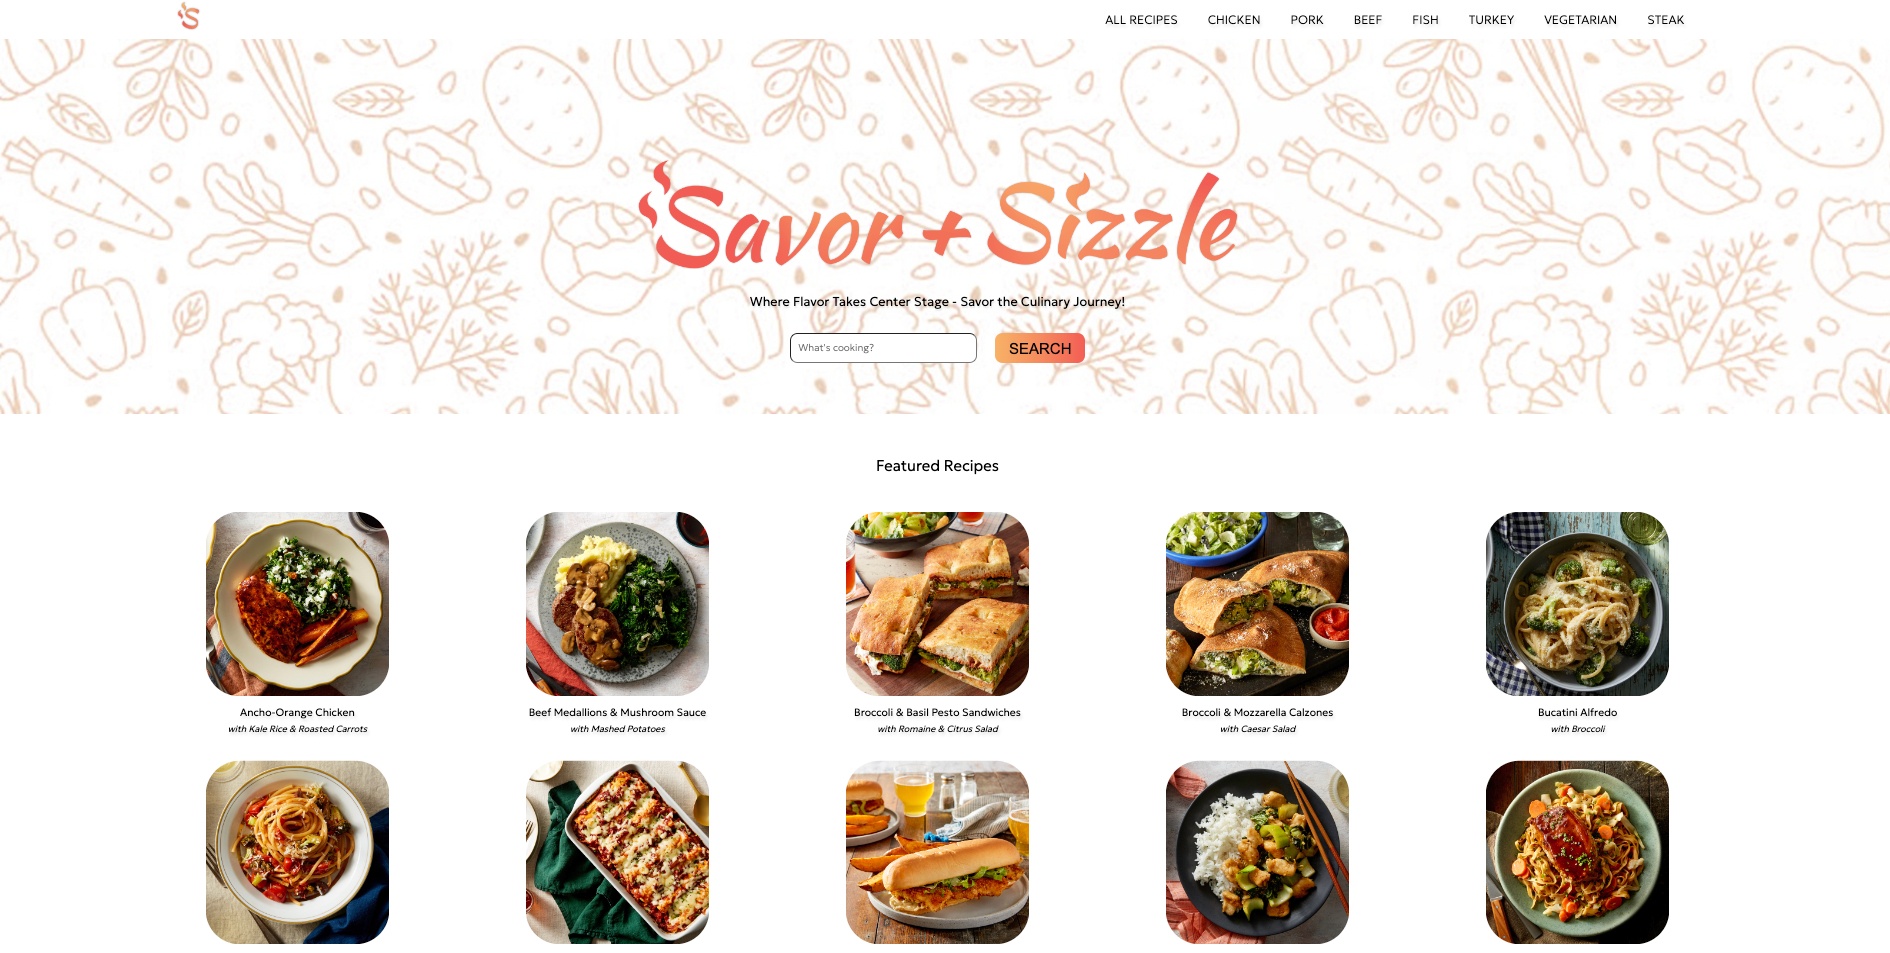 S
ALL RECIPES CHICKEN PORK BEEF FISH TURKEY VEGETARIAN STEAK
Savor + Sizzle
Where Flavor Takes Center Stage - Savor the Culinary Journey!
What's cooking? SEARCH
Featured Recipes
Ancho-Orange Chicken
with Kale Rice & Roasted Carrots
Beef Medallions & Mushroom Sauce
with Mashed Potatoes
Broccoli & Basil Pesto Sandwiches
with Romaine & Citrus Salad
Broccoli & Mozzarella Calzones
with Caesar Salad
Bucatini Alfredo
with Broccoli